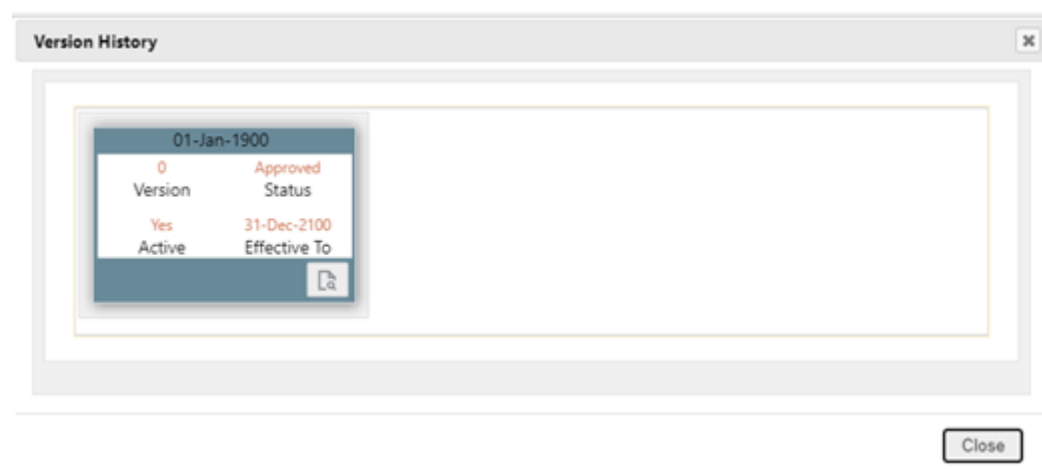 Version History
01-Jan-1900
0 Approved
Version Status
Yes 31-Dec-2100
Active Effective To
Close